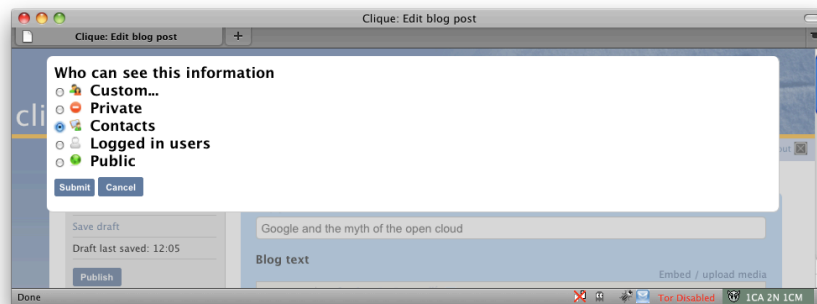 Clique: Edit blog post
Clique: Edit blog post
+
Who can see this information
Custom...
Private
Contacts
Logged in users
Public
Submit Cancel
cli
out
Save draft
Draft last saved: 12:05
Publish
Google and the myth of the open cloud
Blog text
Embed / upload media
Done
Tor Disabled 1CA 2N 1CM